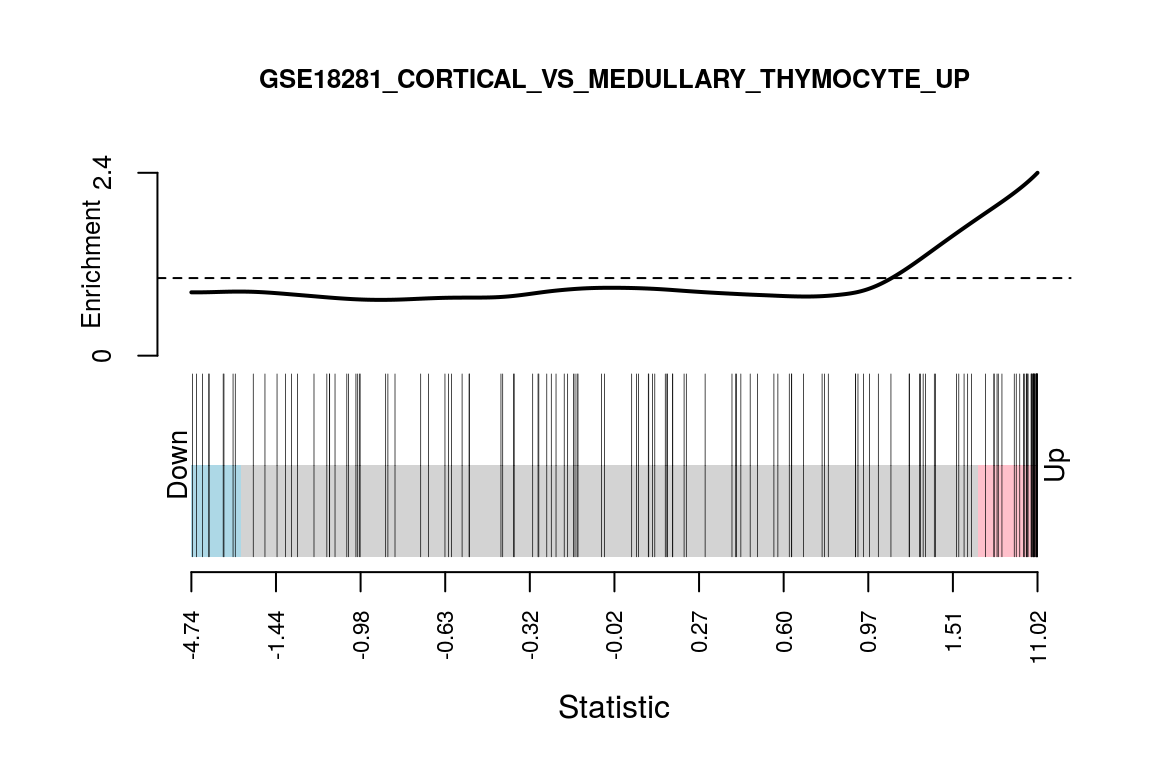 GSE18281_CORTICAL_VS_MEDULLARY_THYMOCYTE_UP
2.4
Enrichment
0
Down
Up
-4.74
-1.44
-0.98
-0.63
-0.32
-0.02
0.27
0.60
0.97
1.51
11.02
Statistic